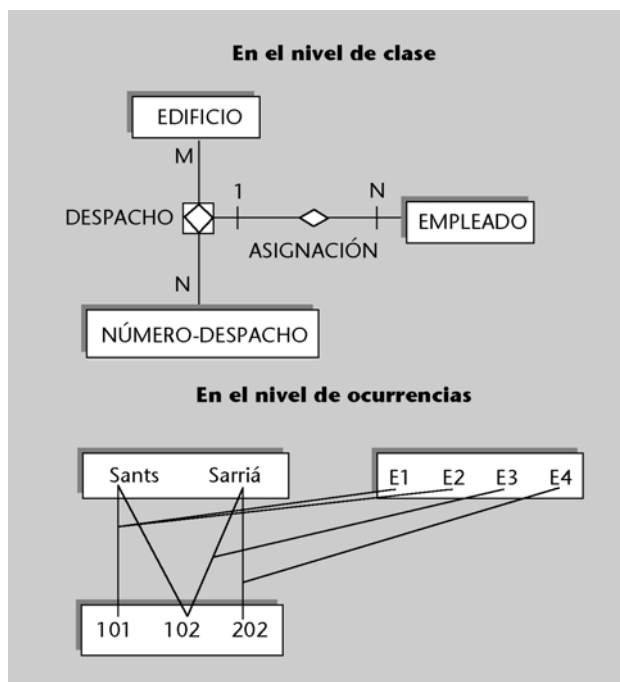 En el nivel de clase
EDIFICIO
M
1
N
DESPACHO
EMPLEADO
ASIGNACIÓN
N
NÚMERO-DESPACHO
En el nivel de ocurrencias
Sants Sarriá
E1 E2 E3 E4
101 102 202